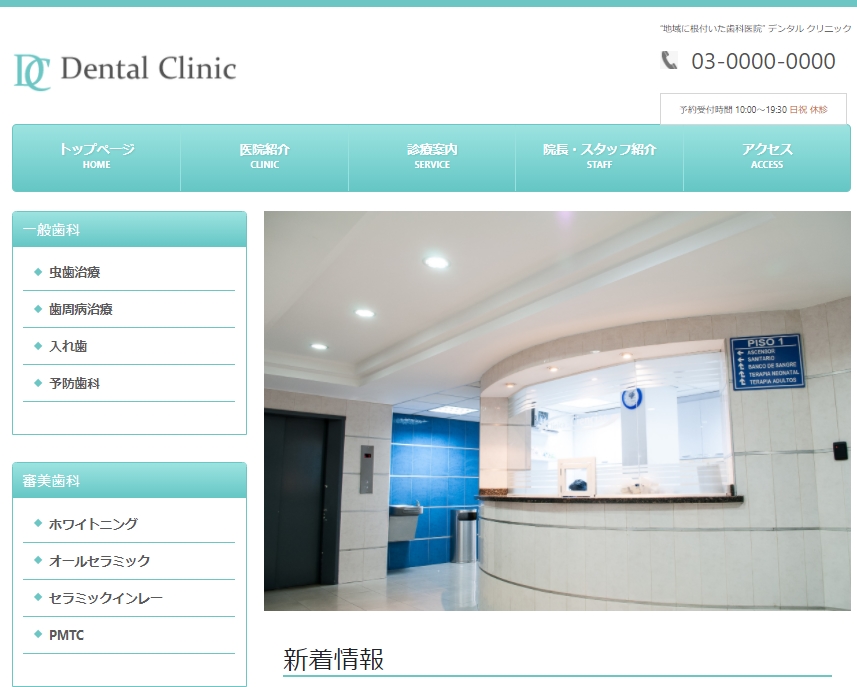 "地域に根付いた歯科医院" デンタル クリニック
DC Dental Clinic
03-0000-0000
予約受付時間 10:00～19:30 日祝 休診
トップページ
HOME
医院紹介
CLINIC
診療案内
SERVICE
院長・スタッフ紹介
STAFF
アクセス
ACCESS
一般歯科
虫歯治療
歯周病治療
入れ歯
予防歯科
審美歯科
ホワイトニング
オールセラミック
セラミックインレー
PMTC
PISO 1
ASCENSOR
SANITARIO
BANCO DE SANGRE
TERAPIA NEONATAL
TERAPIA ADULTOS
新着情報